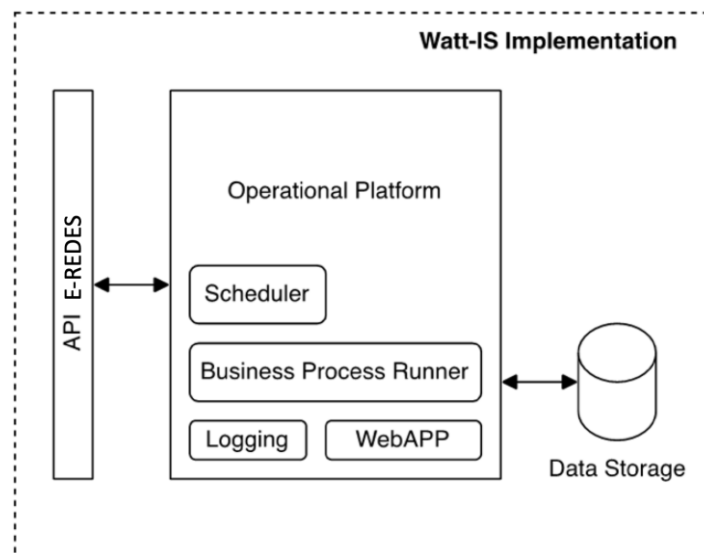 Watt-IS Implementation
API E-REDES
Operational Platform
Scheduler
Business Process Runner
Logging
WebAPP
Data Storage